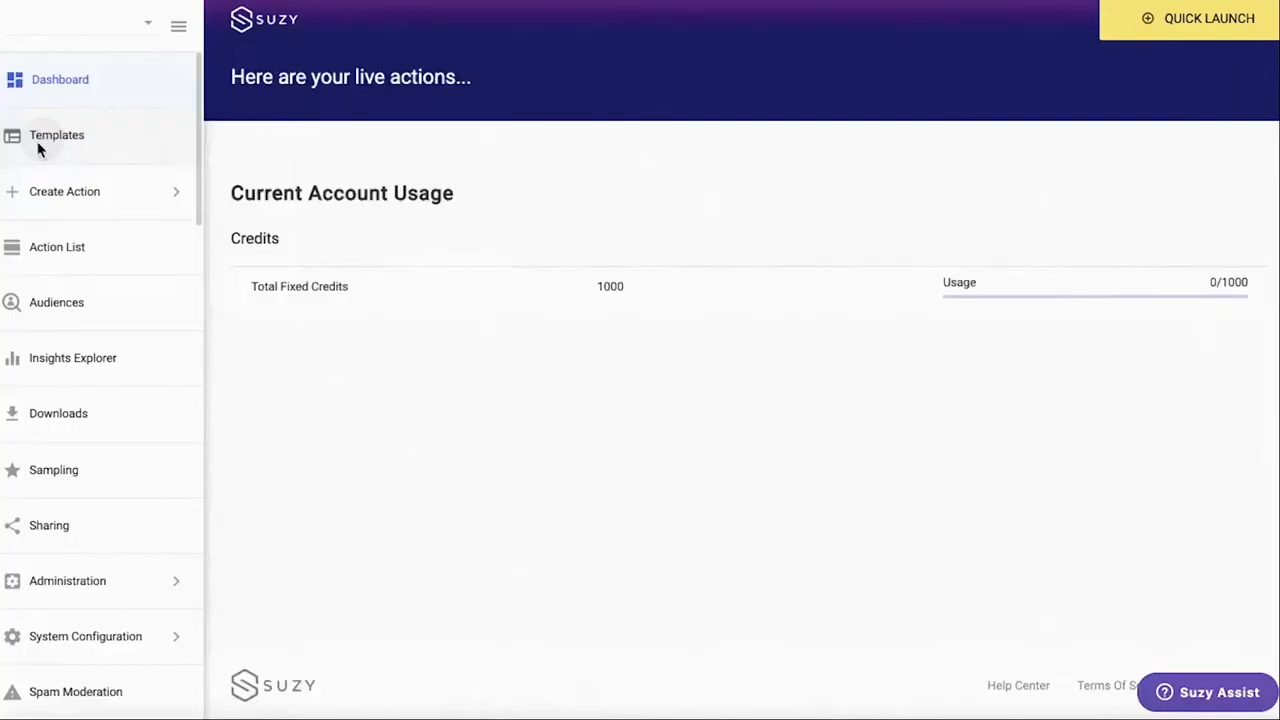 SUZY
QUICK LAUNCH
Here are your live actions...
Dashboard
Templates
Create Action
Action List
Audiences
Insights Explorer
Downloads
Sampling
Sharing
Administration
System Configuration
Spam Moderation
Current Account Usage
Credits
Total Fixed Credits 1000 Usage 0/1000
SUZY
Help Center Terms Of
Suzy Assist